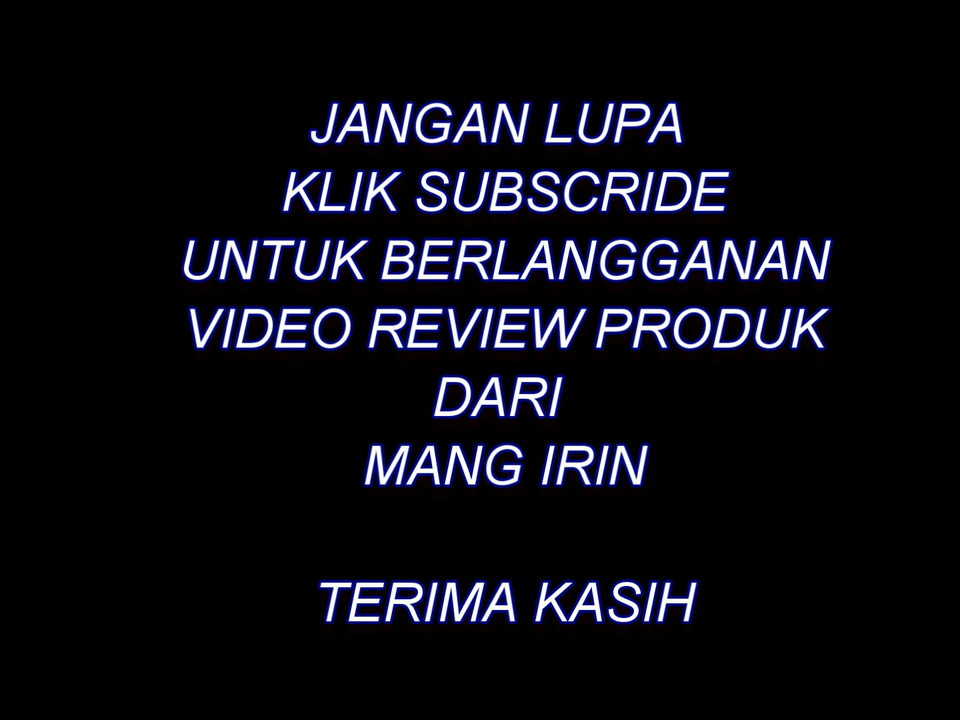 JANGAN LUPA
KLIK SUBSCRIDE
UNTUK BERLANGGANAN
VIDEO REVIEW PRODUK
DARI
MANG IRIN
TERIMA KASIH